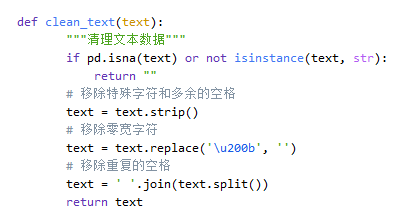 def clean_text(text):
        """清理文本数据"""
        if pd.isna(text) or not isinstance(text, str):
            return ""
        # 移除特殊字符和多余的空格
        text = text.strip()
        # 移除零宽字符
        text = text.replace('\u200b', '')
        # 移除重复的空格
        text = ' '.join(text.split())
        return text